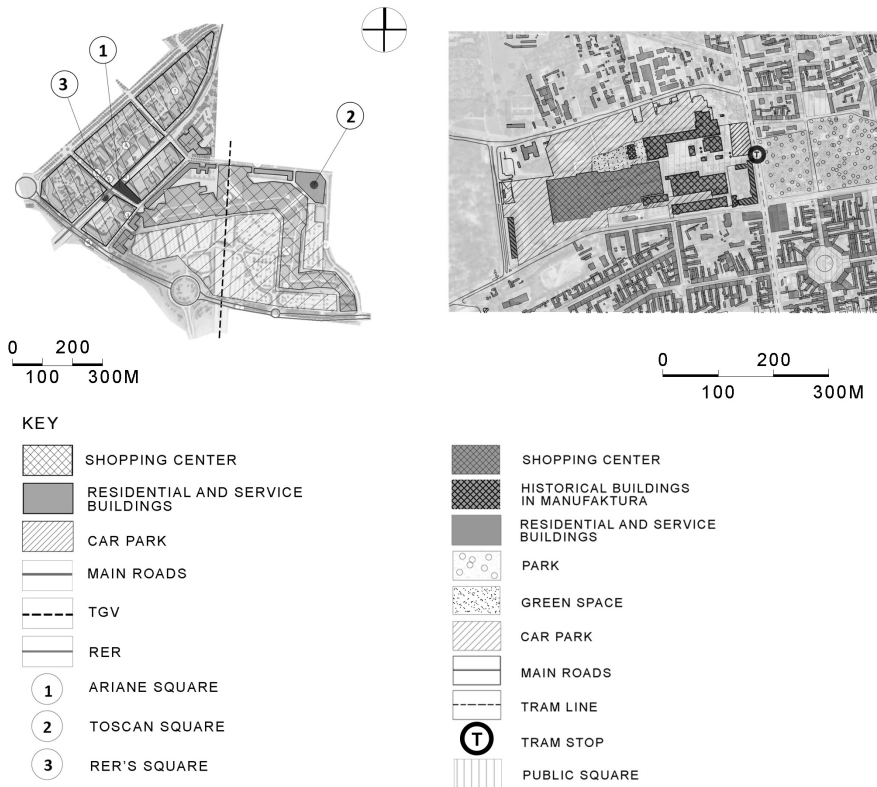 1
3
2
T
0 200
100 300M
0 200
100 300M
KEY
SHOPPING CENTER
RESIDENTIAL AND SERVICE
BUILDINGS
CAR PARK
MAIN ROADS
TGV
RER
1 ARIANE SQUARE
2 TOSCAN SQUARE
3 RER'S SQUARE
SHOPPING CENTER
HISTORICAL BUILDINGS
IN MANUFAKTURA
RESIDENTIAL AND SERVICE
BUILDINGS
PARK
GREEN SPACE
CAR PARK
MAIN ROADS
TRAM LINE
T TRAM STOP
PUBLIC SQUARE